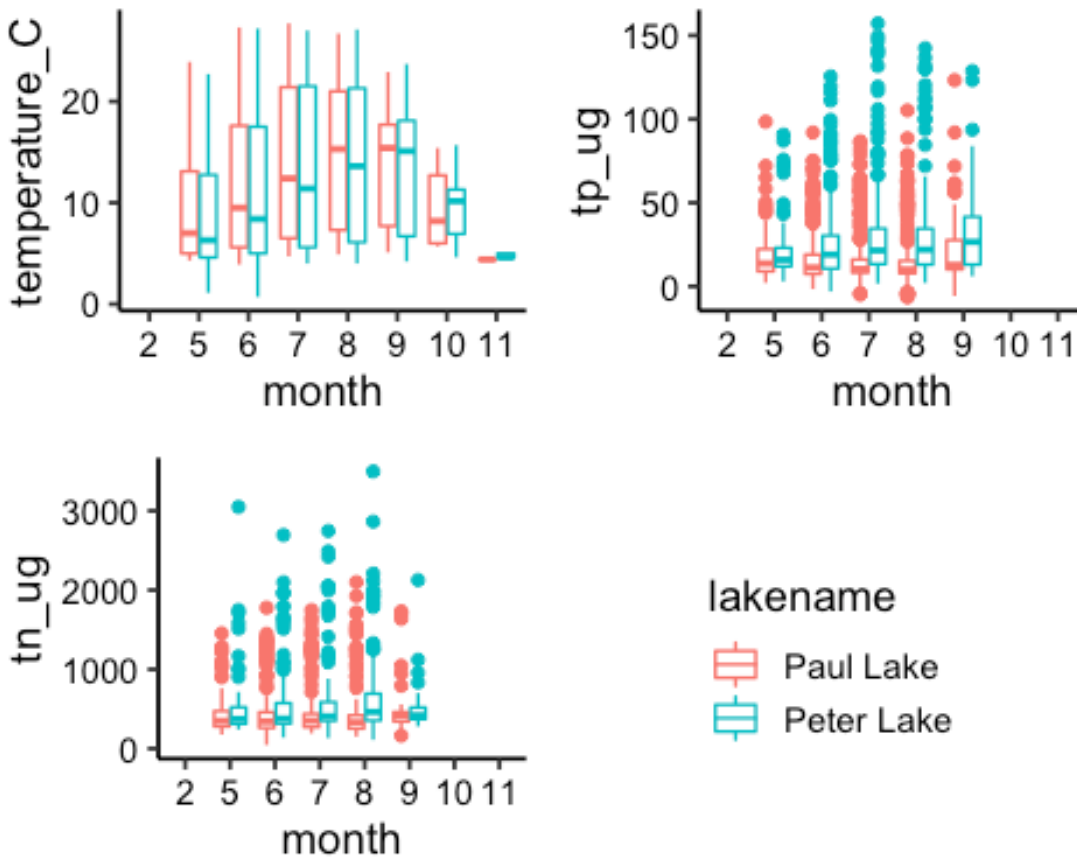 temperature_C
20
10
0
2 5 6 7 8 9 10 11
month
tp_ug
150
100
50
0
2 5 6 7 8 9 10 11
month
tn_ug
3000
2000
1000
0
2 5 6 7 8 9 10 11
month
lakename
Paul Lake
Peter Lake